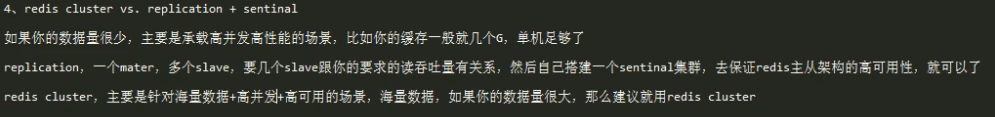 4、redis cluster vs. replication + sentinal
如果你的数据量很少，主要是承载高并发高性能的场景，比如你的缓存一般就几个G，单机足够了
replication，一个mater，多个slave，要几个slave跟你的要求的读吞吐量有关系，然后自己搭建一个sentinal集群，去保证redis主从架构的高可用性，就可以了
redis cluster，主要是针对海量数据+高并发+高可用的场景，海量数据，如果你的数据量很大，那么建议就用redis cluster